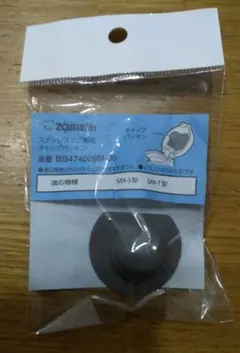 ZOJIRUSHI
ステンレスマグ専用
キャップパッキン
キャップ
パッキン
品番 BB474009M-00
適応機種 SM-S型 SM-T型